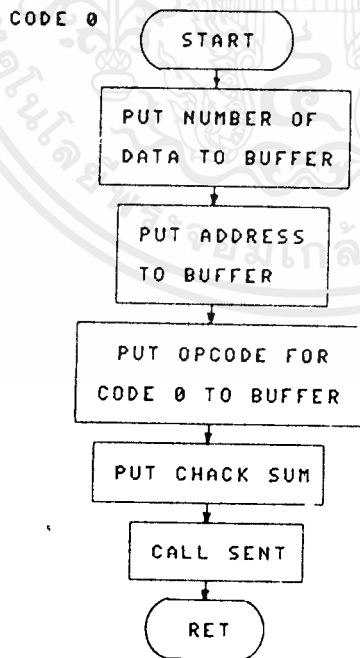 CODE 0
START
PUT NUMBER OF
DATA TO BUFFER
PUT ADDRESS
TO BUFFER
PUT OPCODE FOR
CODE 0 TO BUFFER
PUT CHACK SUM
CALL SENT
RET